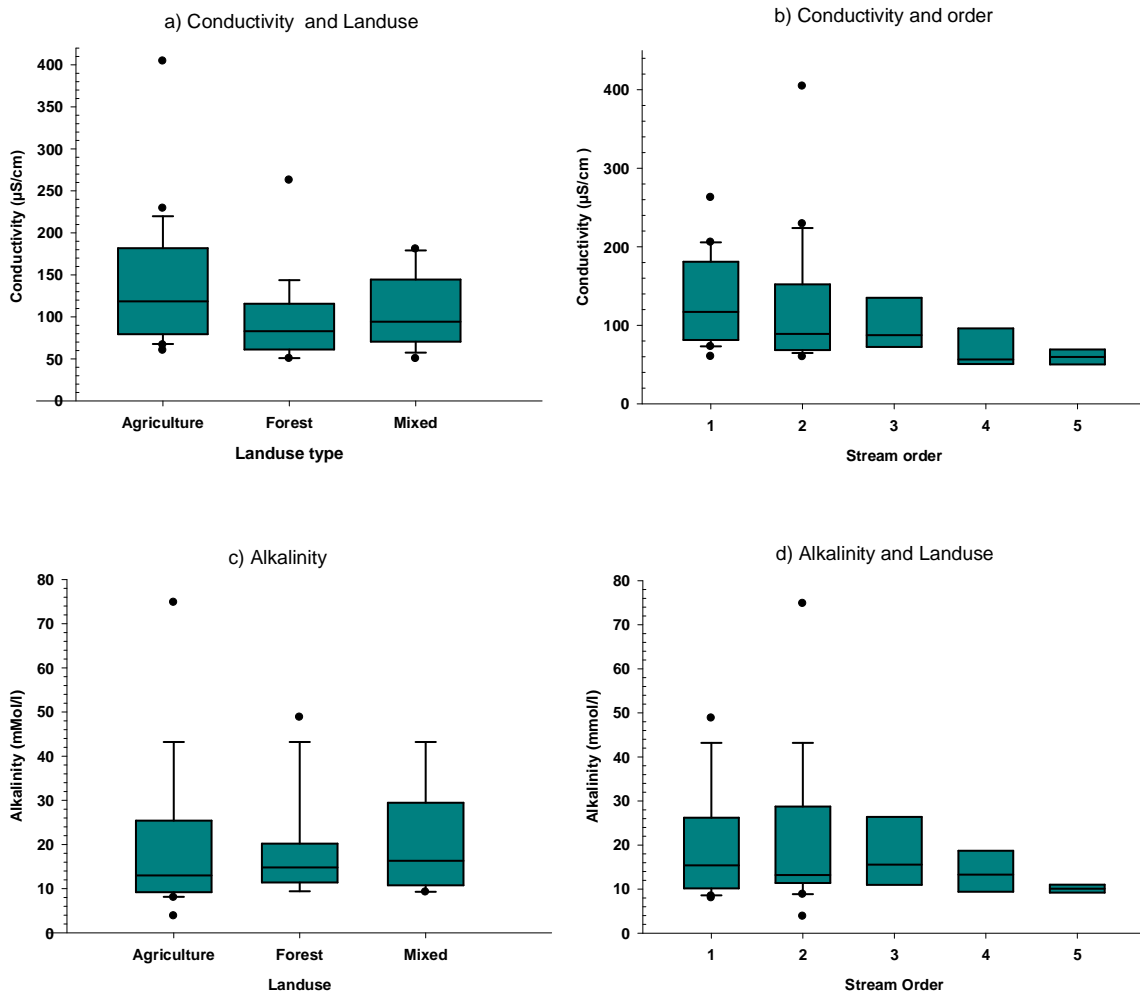 a) Conductivity  and Landuse
Conductivity (µS/cm)
400
350
300
250
200
150
100
50
0
Agriculture Forest Mixed
Landuse type
b) Conductivity and order
Conductivity (µS/cm )
400
300
200
100
0
1 2 3 4 5
Stream order
c) Alkalinity
Alkalinity (mMol/l)
80
70
60
50
40
30
20
10
0
Agriculture Forest Mixed
Landuse
d) Alkalinity and Landuse
Alkalinity (mmol/l)
80
70
60
50
40
30
20
10
0
1 2 3 4 5
Stream Order